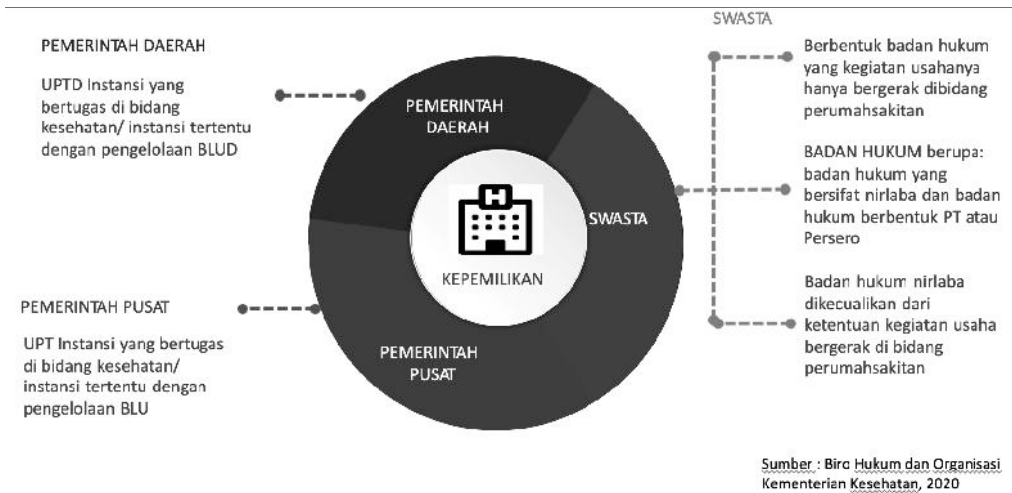 PEMERINTAH DAERAH
UPTD Instansi yang
bertugas di bidang
kesehatan/ instansi tertentu
dengan pengelolaan BLUD
PEMERINTAH PUSAT
UPT Instansi yang bertugas
di bidang kesehatan/
instansi tertentu dengan
pengelolaan BLU
PEMERINTAH
DAERAH
SWASTA
PEMERINTAH
PUSAT
H
KEPEMILIKAN
SWASTA
Berbentuk badan hukum
yang kegiatan usahanya
hanya bergerak dibidang
perumahsakitan
BADAN HUKUM berupa:
badan hukum yang
bersifat nirlaba dan badan
hukum berbentuk PT atau
Persero
Badan hukum nirlaba
dikecualikan dari
ketentuan kegiatan usaha
bergerak di bidang
perumahsakitan
Sumber : Biro Hukum dan Organisasi
Kementerian Kesehatan, 2020